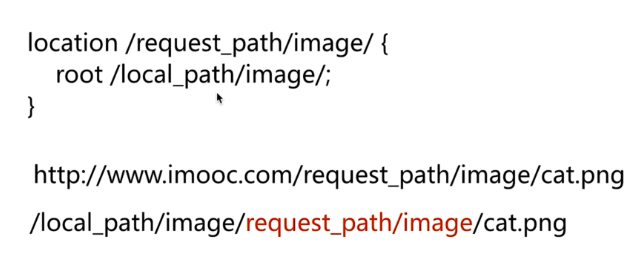 location /request_path/image/ {
root /local_path/image/;
}
http://www.imooc.com/request_path/image/cat.png
/local_path/image/request_path/image/cat.png